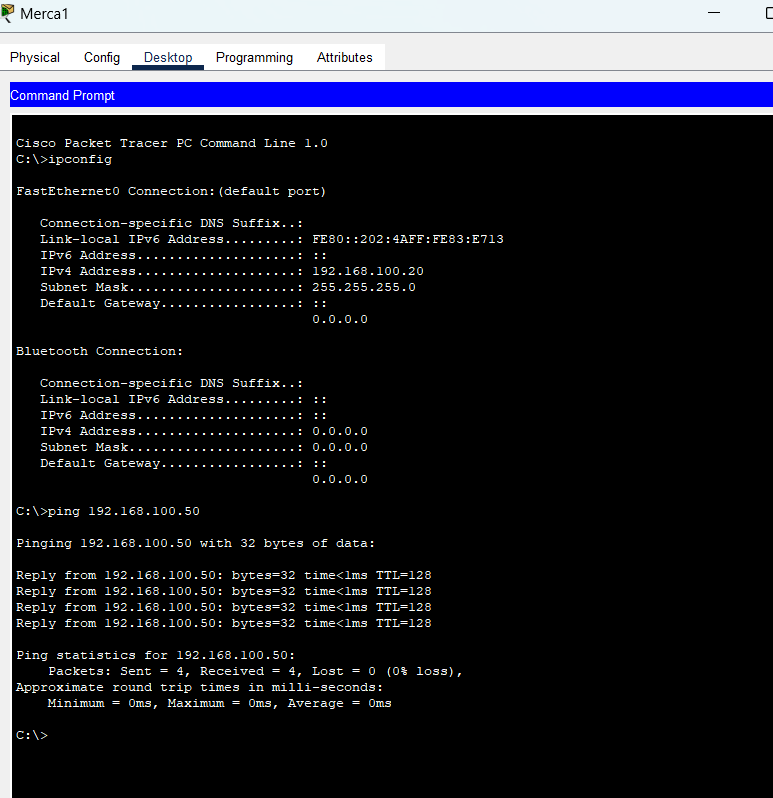 Merca1
Physical Config Desktop Programming Attributes
Command Prompt
Cisco Packet Tracer PC Command Line 1.0
C:\>ipconfig
FastEthernet0 Connection:(default port)
Connection-specific DNS Suffix..:
Link-local IPv6 Address.........: FE80::202:4AFF:FE83:E713
IPv6 Address....................: ::
IPv4 Address....................: 192.168.100.20
Subnet Mask.....................: 255.255.255.0
Default Gateway.................: ::
0.0.0.0
Bluetooth Connection:
Connection-specific DNS Suffix..:
Link-local IPv6 Address.........: ::
IPv6 Address....................: ::
IPv4 Address....................: 0.0.0.0
Subnet Mask.....................: 0.0.0.0
Default Gateway.................: ::
0.0.0.0
C:\>ping 192.168.100.50
Pinging 192.168.100.50 with 32 bytes of data:
Reply from 192.168.100.50: bytes=32 time<1ms TTL=128
Reply from 192.168.100.50: bytes=32 time<1ms TTL=128
Reply from 192.168.100.50: bytes=32 time<1ms TTL=128
Reply from 192.168.100.50: bytes=32 time<1ms TTL=128
Ping statistics for 192.168.100.50:
Packets: Sent = 4, Received = 4, Lost = 0 (0% loss),
Approximate round trip times in milli-seconds:
Minimum = 0ms, Maximum = 0ms, Average = 0ms
C:\>